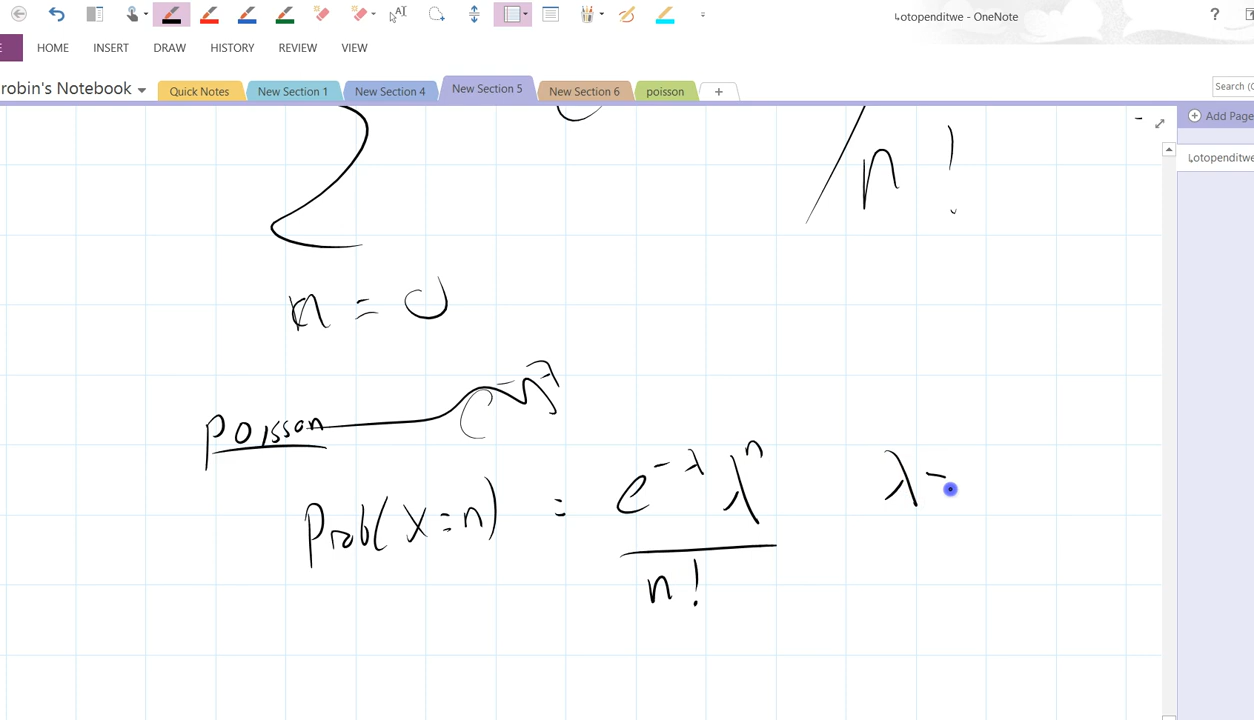 Lotopenditwe - OneNote
?
HOME INSERT DRAW HISTORY REVIEW VIEW
robin's Notebook Quick Notes New Section 1 New Section 4 New Section 5 New Section 6 poisson + Search (C
Add Page
Lotopenditwe
n!
n = 0
Poisson
Prob(X=n) = e^-λ λ^n λ =
n!